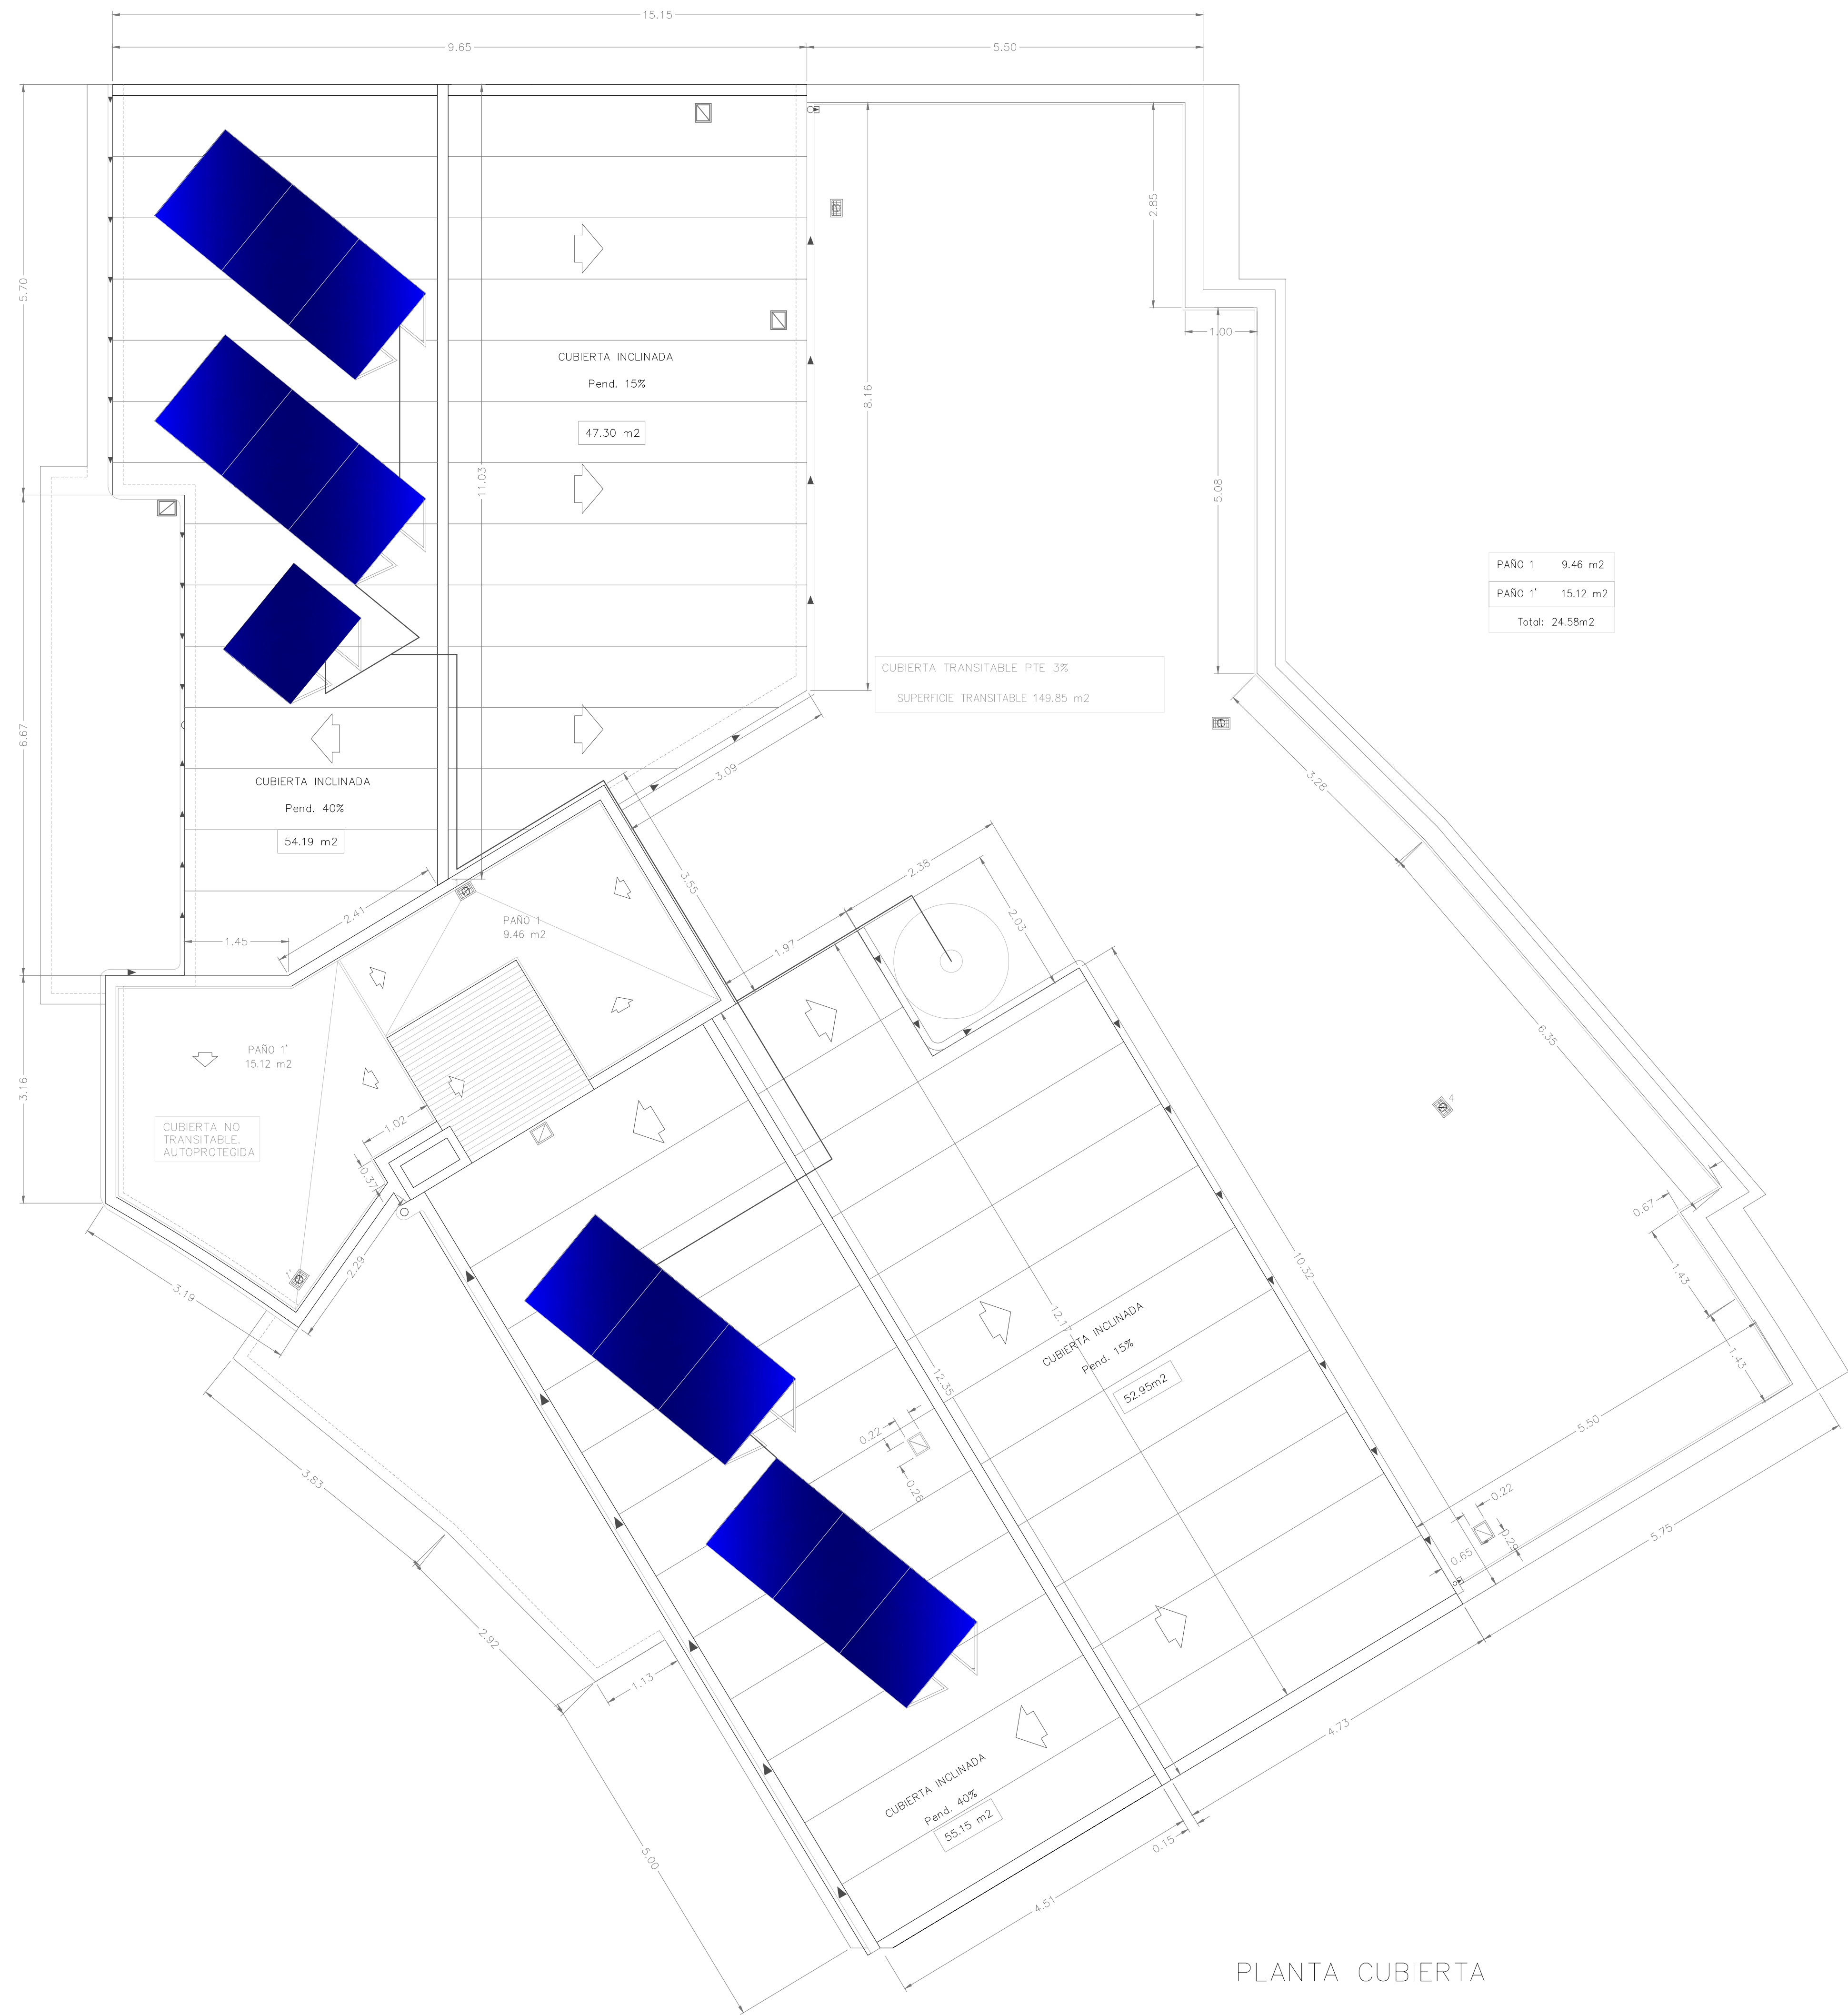 15.15
9.65
5.50
5.70
2.85
1.00
8.16
CUBIERTA INCLINADA
Pend. 15%
47.30 m2
11.03
5.08
PAÑO 1 9.46 m2
PAÑO 1' 15.12 m2
Total: 24.58m2
CUBIERTA TRANSITABLE PTE 3%
SUPERFICIE TRANSITABLE 149.85 m2
6.67
3.09
3.28
CUBIERTA INCLINADA
Pend. 40%
54.19 m2
3.55
2.38
2.41
PAÑO 1
9.46 m2
2.03
1.45
1.97
6.35
PAÑO 1'
15.12 m2
3.16
4
CUBIERTA NO
TRANSITABLE.
AUTOPROTEGIDA
1.02
0.37
0.67
1'
2.29
3.19
10.32
1.43
12.17
CUBIERTA INCLINADA
Pend. 15%
52.95m2
12.35
1.43
0.22
5.50
3.83
0.26
0.22
0.29
5.75
0.65
2.92
1.13
4.73
CUBIERTA INCLINADA
Pend. 40%
55.15 m2
0.15
5.00
4.51
PLANTA CUBIERTA